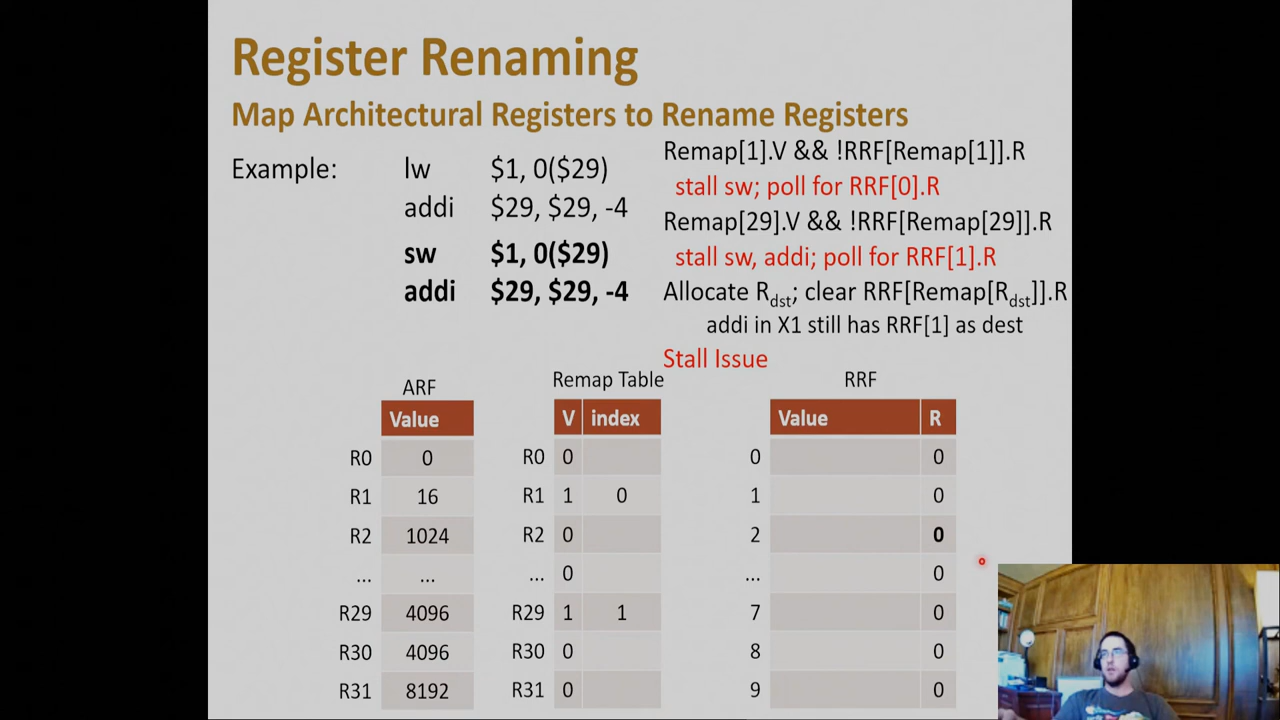 Register Renaming
Map Architectural Registers to Rename Registers
Example: lw $1, 0($29)
addi $29, $29, -4
sw $1, 0($29)
addi $29, $29, -4
Remap[1].V && !RRF[Remap[1]].R
stall sw; poll for RRF[0].R
Remap[29].V && !RRF[Remap[29]].R
stall sw, addi; poll for RRF[1].R
Allocate Rdst; clear RRF[Remap[Rdst]].R
addi in X1 still has RRF[1] as dest
Stall Issue
ARF
Value
R0 0
R1 16
R2 1024
... ...
R29 4096
R30 4096
R31 8192
Remap Table
V index
R0 0
R1 1 0
R2 0
... 0
R29 1 1
R30 0
R31 0
RRF
Value R
0 0
1 0
2 0
... 0
7 0
8 0
9 0